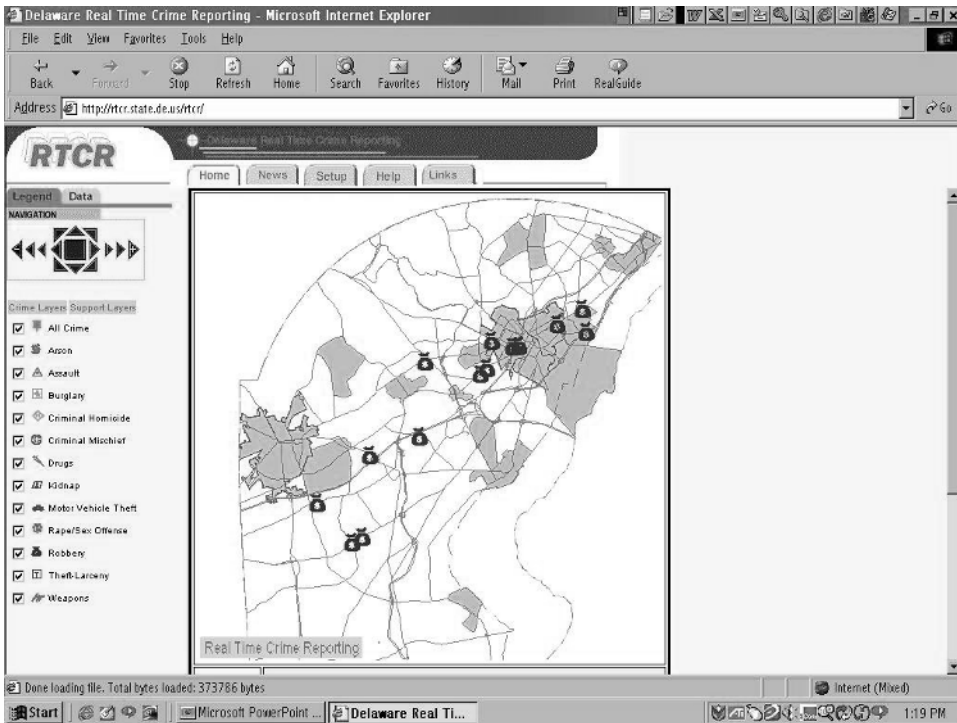 Delaware Real Time Crime Reporting - Microsoft Internet Explorer
File Edit View Favorites Tools Help
Back Forward Stop Refresh Home Search Favorites History Mail Print RealGuide
Address http://rtcr.state.de.us/rtcr/ Go
RTCR
Delaware Real Time Crime Reporting
Home News Setup Help Links
Legend Data
NAVIGATION
Crime Layers Support Layers
All Crime
Arson
Assault
Burglary
Criminal Homicide
Criminal Mischief
Drugs
Kidnap
Motor Vehicle Theft
Rape/Sex Offense
Robbery
Theft-Larceny
Weapons
Real Time Crime Reporting
Done loading file. Total bytes loaded: 373786 bytes
Internet (Mixed)
Start Microsoft PowerPoint ... Delaware Real Ti... 1:19 PM